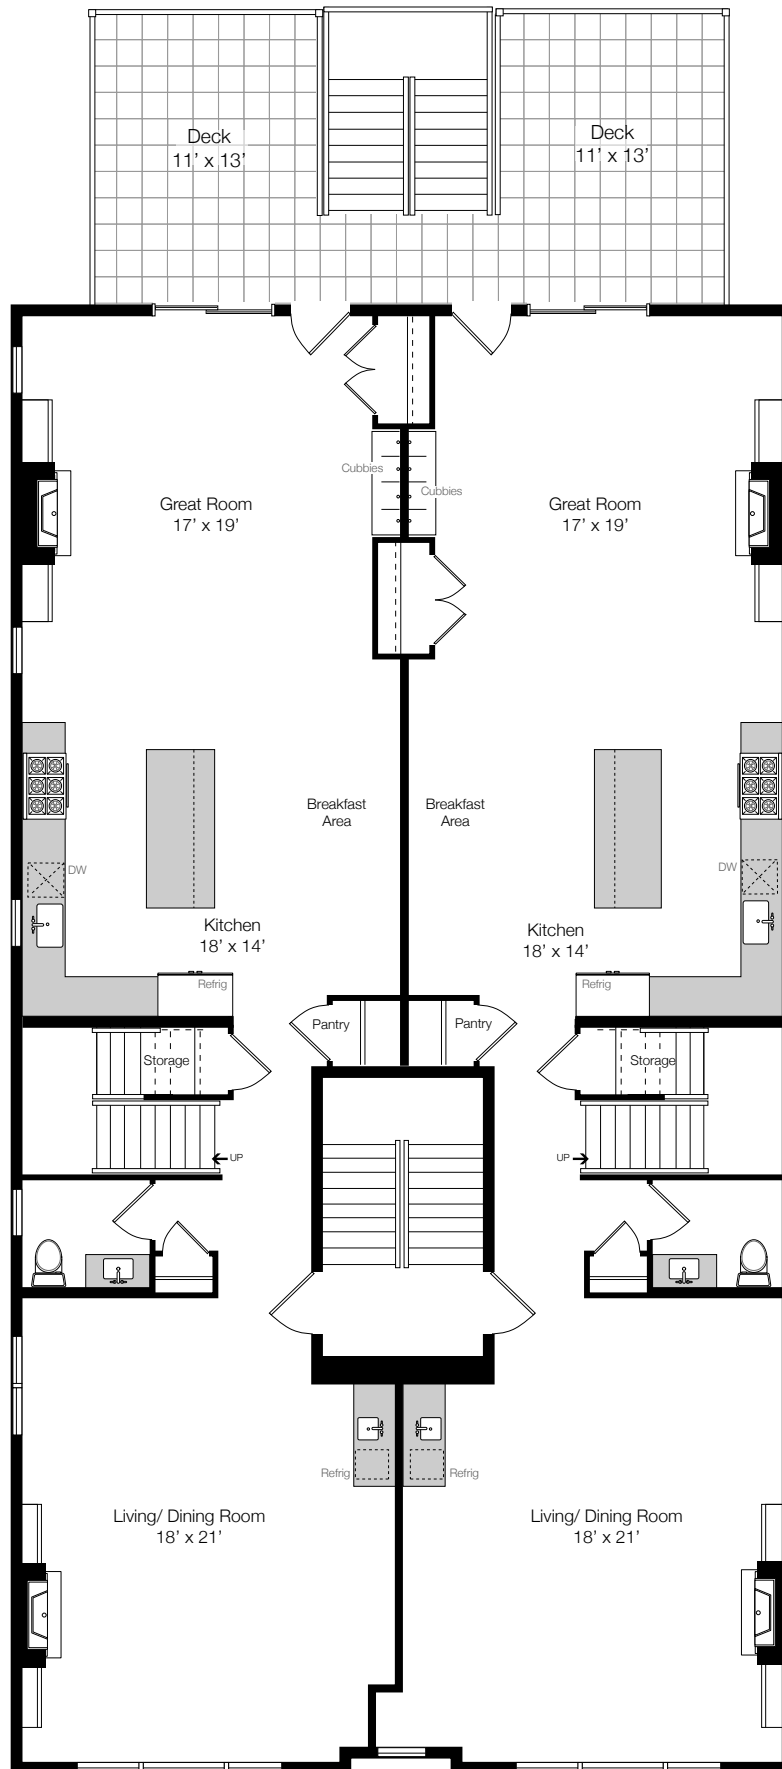 Deck
11’ x 13’
Deck
11’ x 13’
Cubbies
Cubbies
Great Room
17’ x 19’
Great Room
17’ x 19’
Breakfast
Area
Breakfast
Area
DW
DW
Kitchen
18’ x 14’
Kitchen
18’ x 14’
Refrig
Refrig
Pantry
Pantry
Storage
Storage
UP
UP
Refrig
Refrig
Living/ Dining Room
18’ x 21’
Living/ Dining Room
18’ x 21’